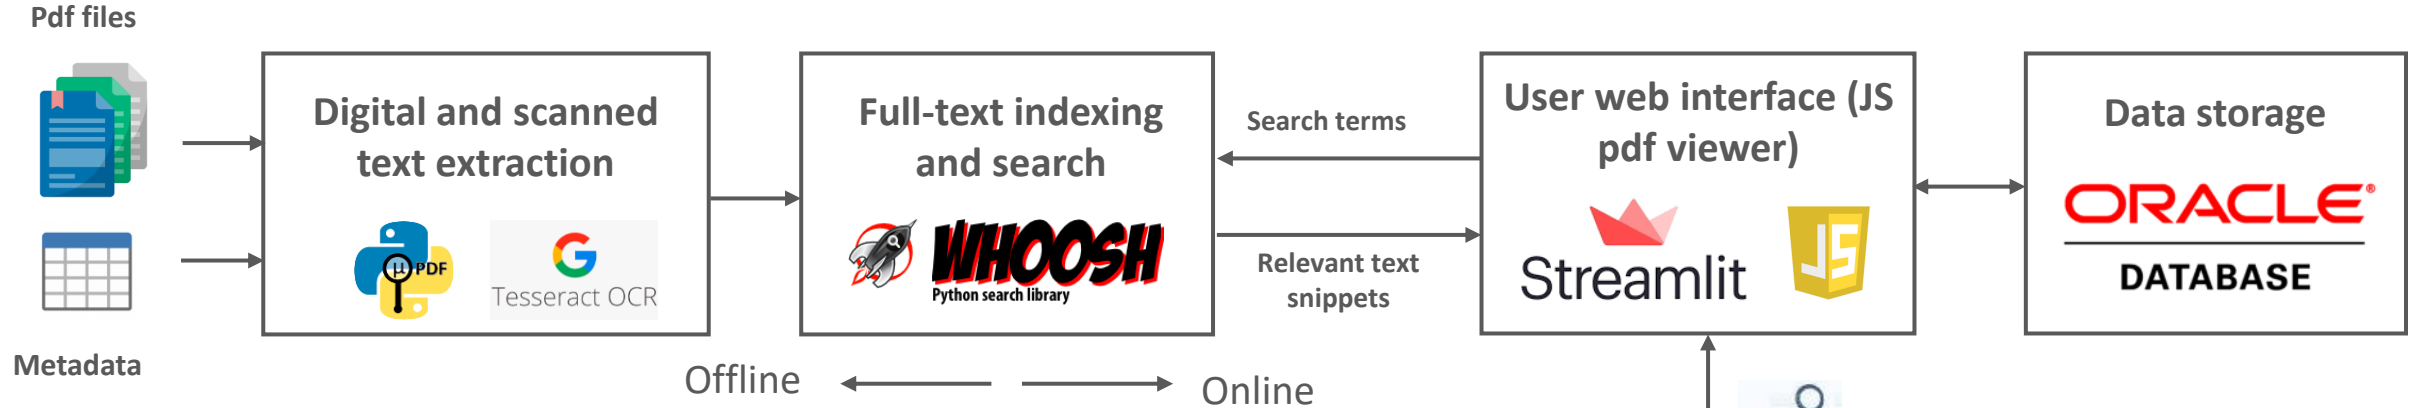 Pdf files
Metadata
Digital and scanned
text extraction
µ PDF
G
Tesseract OCR
Full-text indexing
and search
WHOOSH
Python search library
Search terms
Relevant text
snippets
User web interface (JS
pdf viewer)
Streamlit
JS
Data storage
ORACLE®
DATABASE
Offline
Online